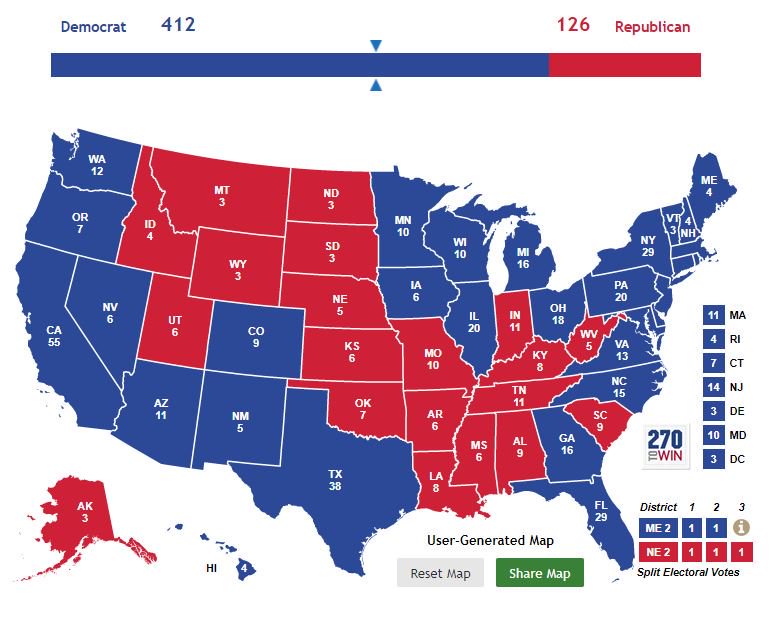 Democrat 412 126 Republican
WA
12
OR
7
CA
55
NV
6
ID
4
MT
3
WY
3
UT
6
CO
9
AZ
11
NM
5
ND
3
SD
3
NE
5
KS
6
OK
7
TX
38
MN
10
IA
6
MO
10
AR
6
LA
8
WI
10
IL
20
MI
16
IN
11
OH
18
KY
8
TN
11
MS
6
AL
9
GA
16
FL
29
SC
9
NC
15
VA
13
WV
5
PA
20
NY
29
VT
3
4
NH
ME
4
AK
3
HI 4
11 MA
4 RI
7 CT
14 NJ
3 DE
10 MD
3 DC
270
TO WIN
District 1 2 3
ME 2 1 1 i
NE 2 1 1 1
Split Electoral Votes
User-Generated Map
Reset Map Share Map